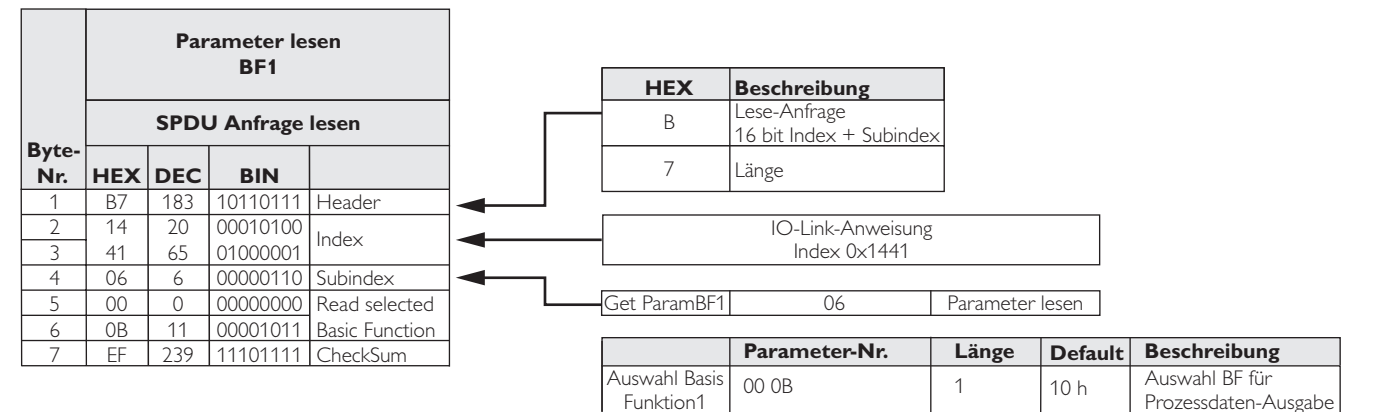 Parameter lesen
BF1
SPDU Anfrage lesen
Byte-
Nr. HEX DEC BIN
1 B7 183 10110111 Header
2 14 20 00010100
Index
3 41 65 01000001
4 06 6 00000110 Subindex
5 00 0 00000000 Read selected
6 0B 11 00001011 Basic Function
7 EF 239 11101111 CheckSum
HEX Beschreibung
B Lese-Anfrage
16 bit Index + Subindex
7 Länge
IO-Link-Anweisung
Index 0x1441
Get ParamBF1 06 Parameter lesen
Parameter-Nr. Länge Default Beschreibung
Auswahl Basis
Funktion1
00 0B 1 10 h
Auswahl BF für
Prozessdaten-Ausgabe